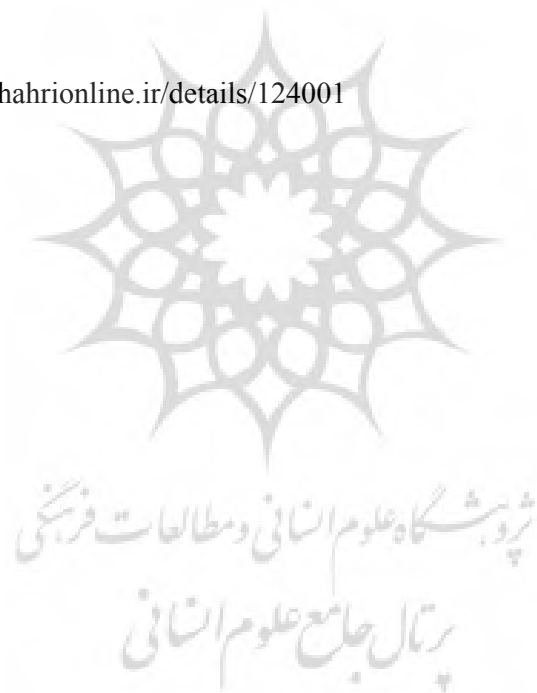 hahrionline.ir/details/124001
پژوهشگاه علوم انسانی و مطالعات فرهنگی
پرتال جامع علوم انسانی